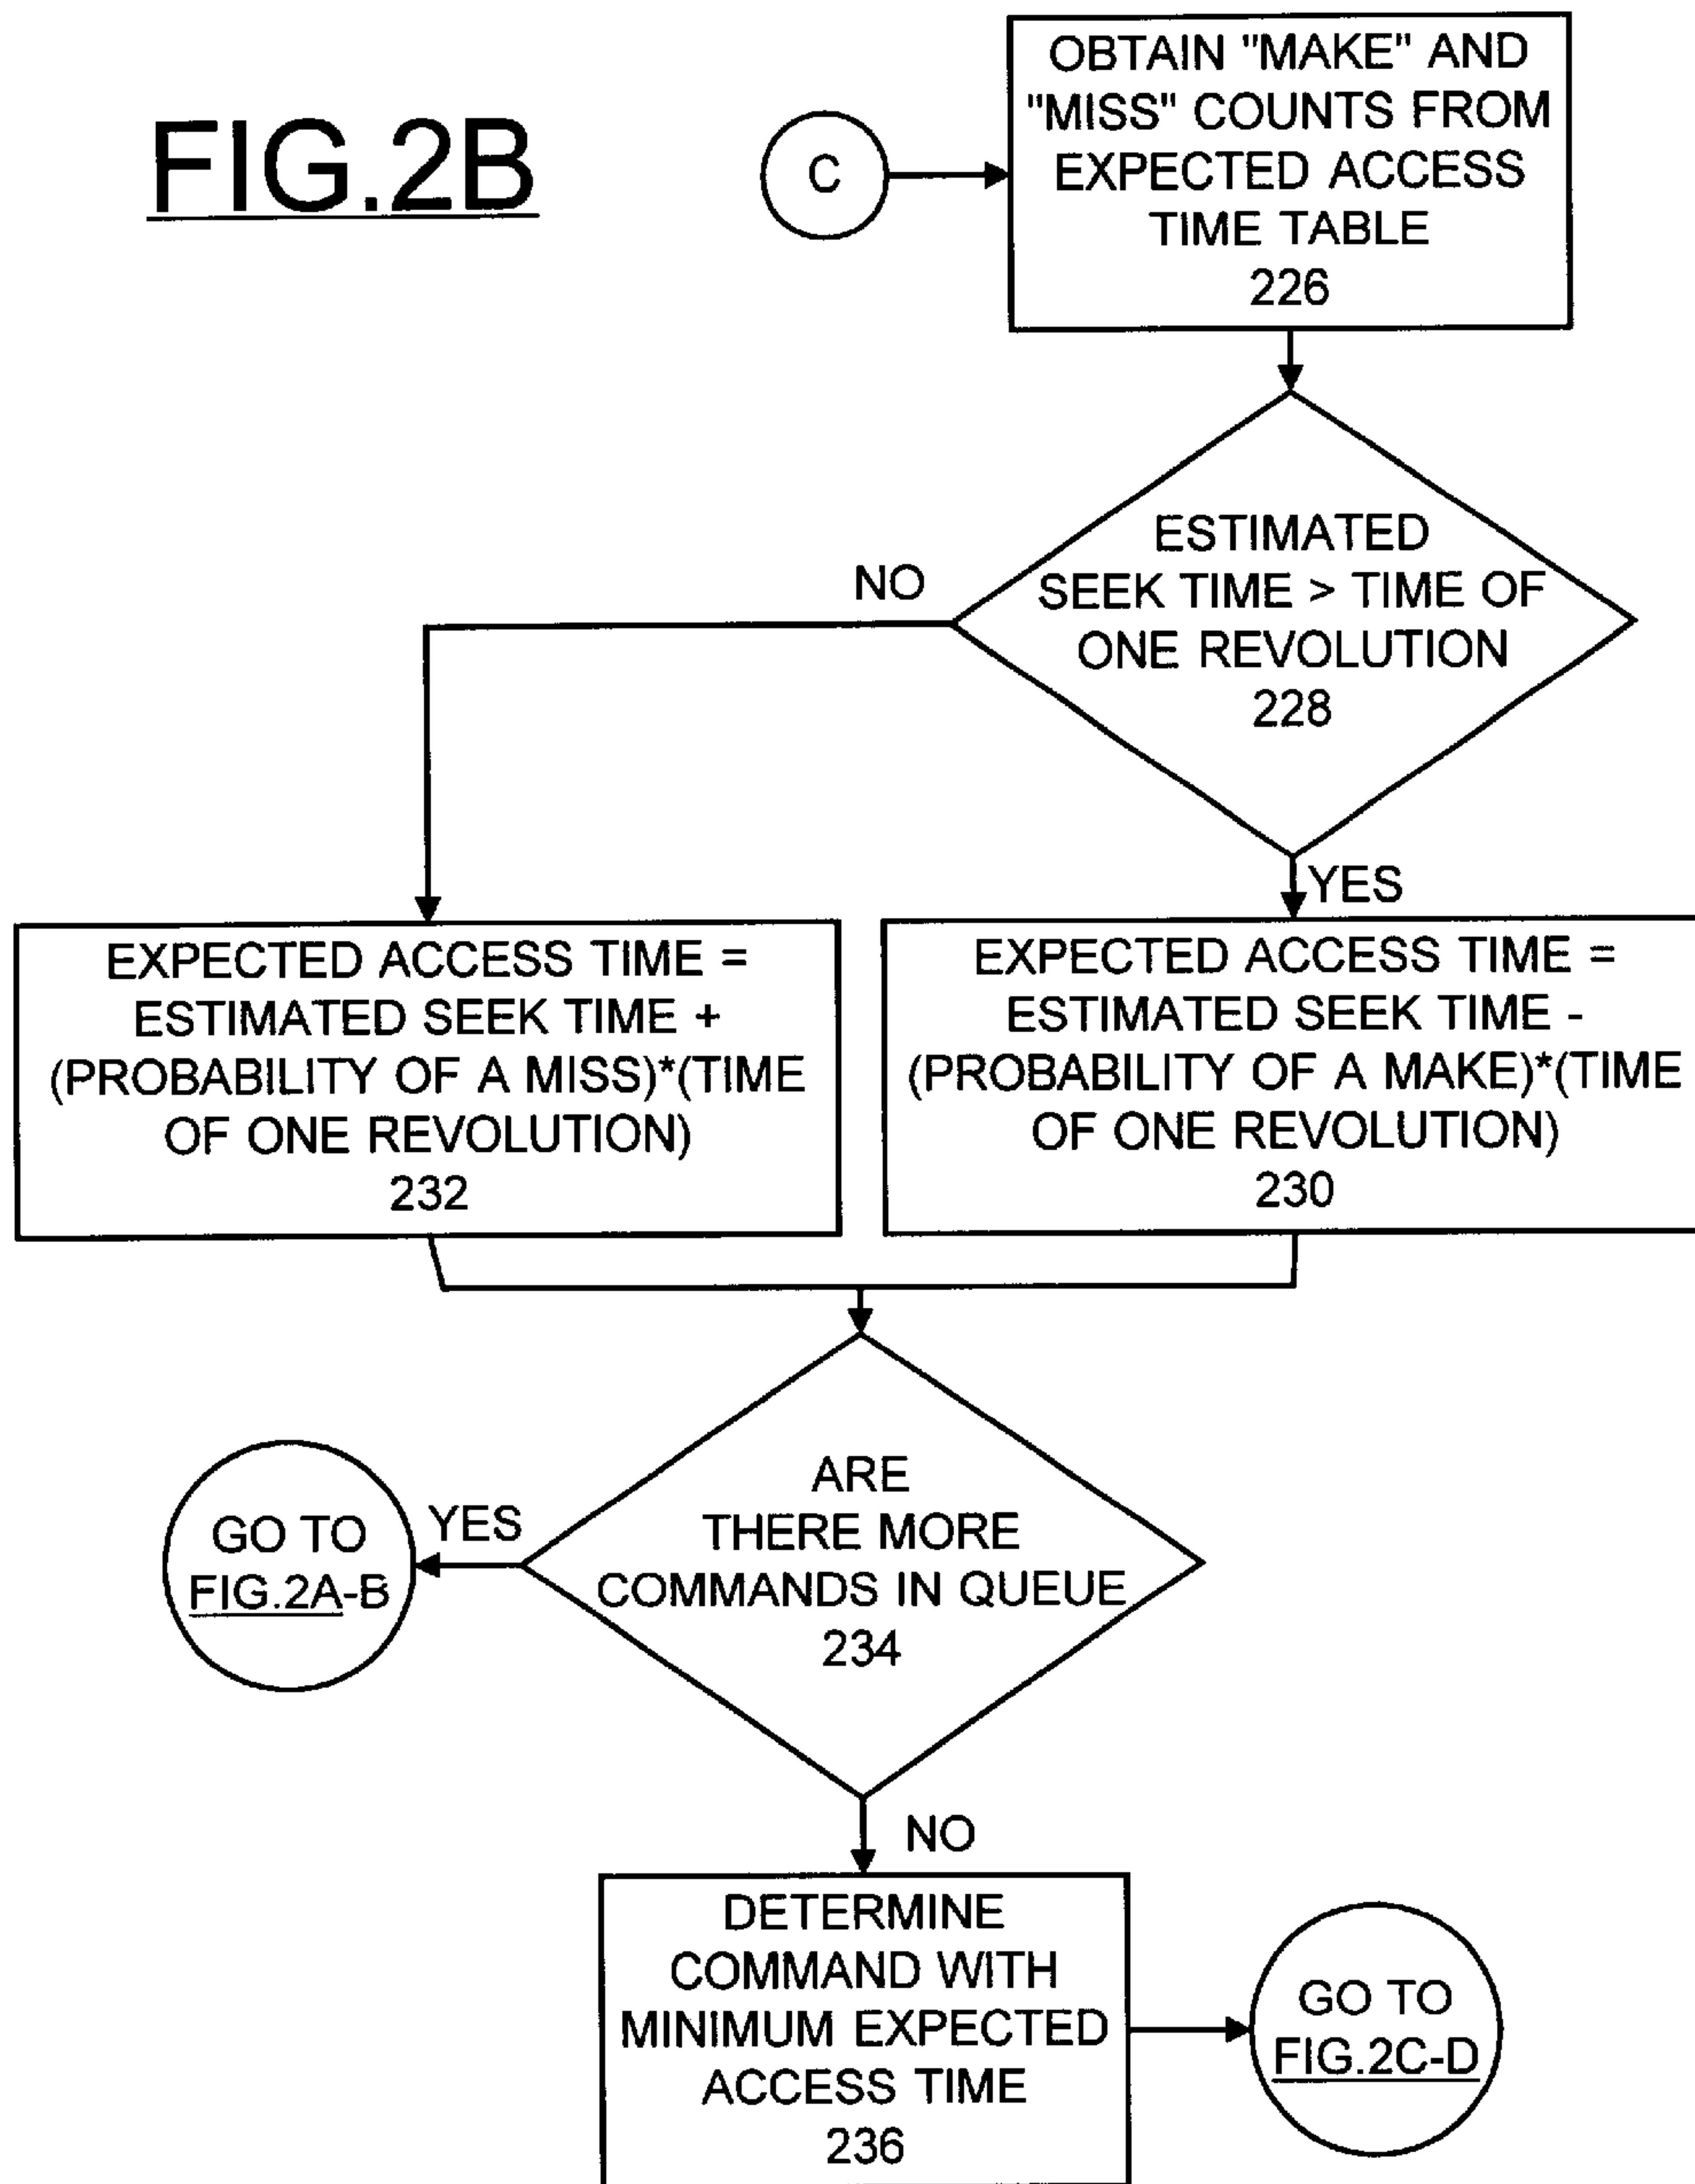 FIG.2B
C
OBTAIN "MAKE" AND
"MISS" COUNTS FROM
EXPECTED ACCESS
TIME TABLE
226
ESTIMATED
SEEK TIME > TIME OF
ONE REVOLUTION
228
NO
YES
EXPECTED ACCESS TIME =
ESTIMATED SEEK TIME +
(PROBABILITY OF A MISS)*(TIME
OF ONE REVOLUTION)
232
EXPECTED ACCESS TIME =
ESTIMATED SEEK TIME -
(PROBABILITY OF A MAKE)*(TIME
OF ONE REVOLUTION)
230
ARE
THERE MORE
COMMANDS IN QUEUE
234
YES
GO TO
FIG.2A-B
NO
DETERMINE
COMMAND WITH
MINIMUM EXPECTED
ACCESS TIME
236
GO TO
FIG.2C-D